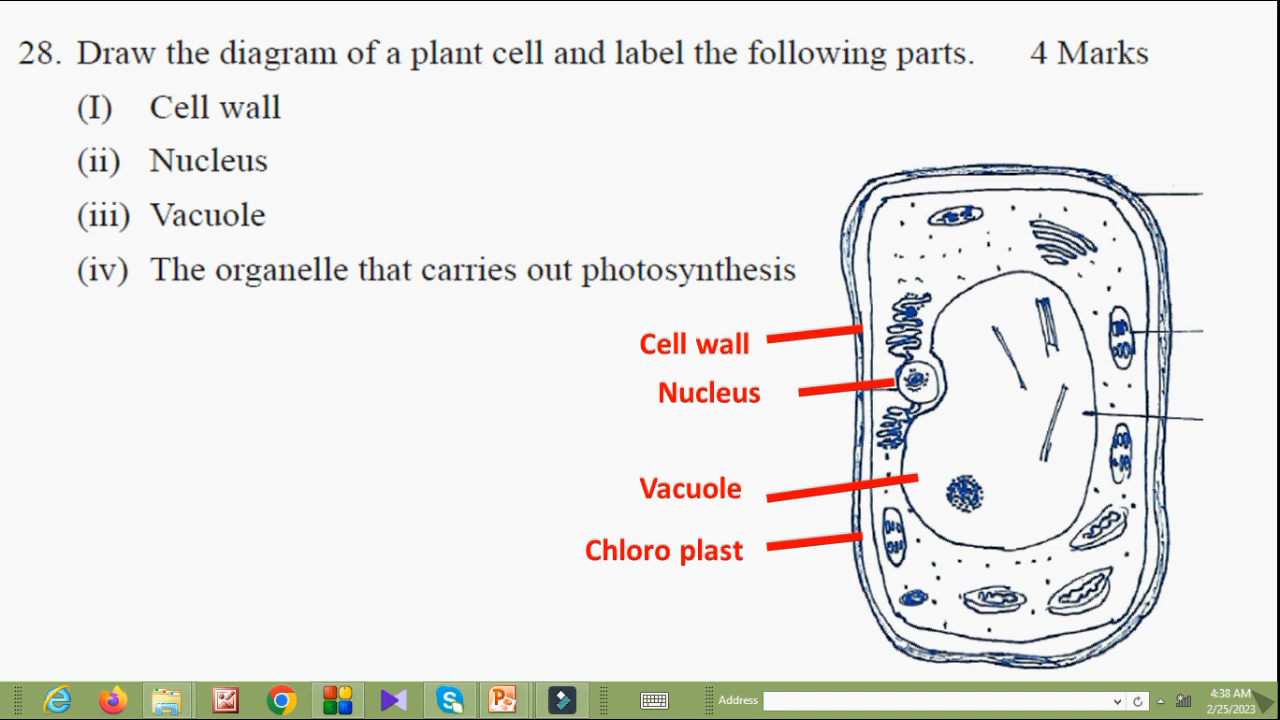 28. Draw the diagram of a plant cell and label the following parts. 4 Marks
(I) Cell wall
(ii) Nucleus
(iii) Vacuole
(iv) The organelle that carries out photosynthesis
Cell wall
Nucleus
Vacuole
Chloro plast
Address
4:38 AM
2/25/2023